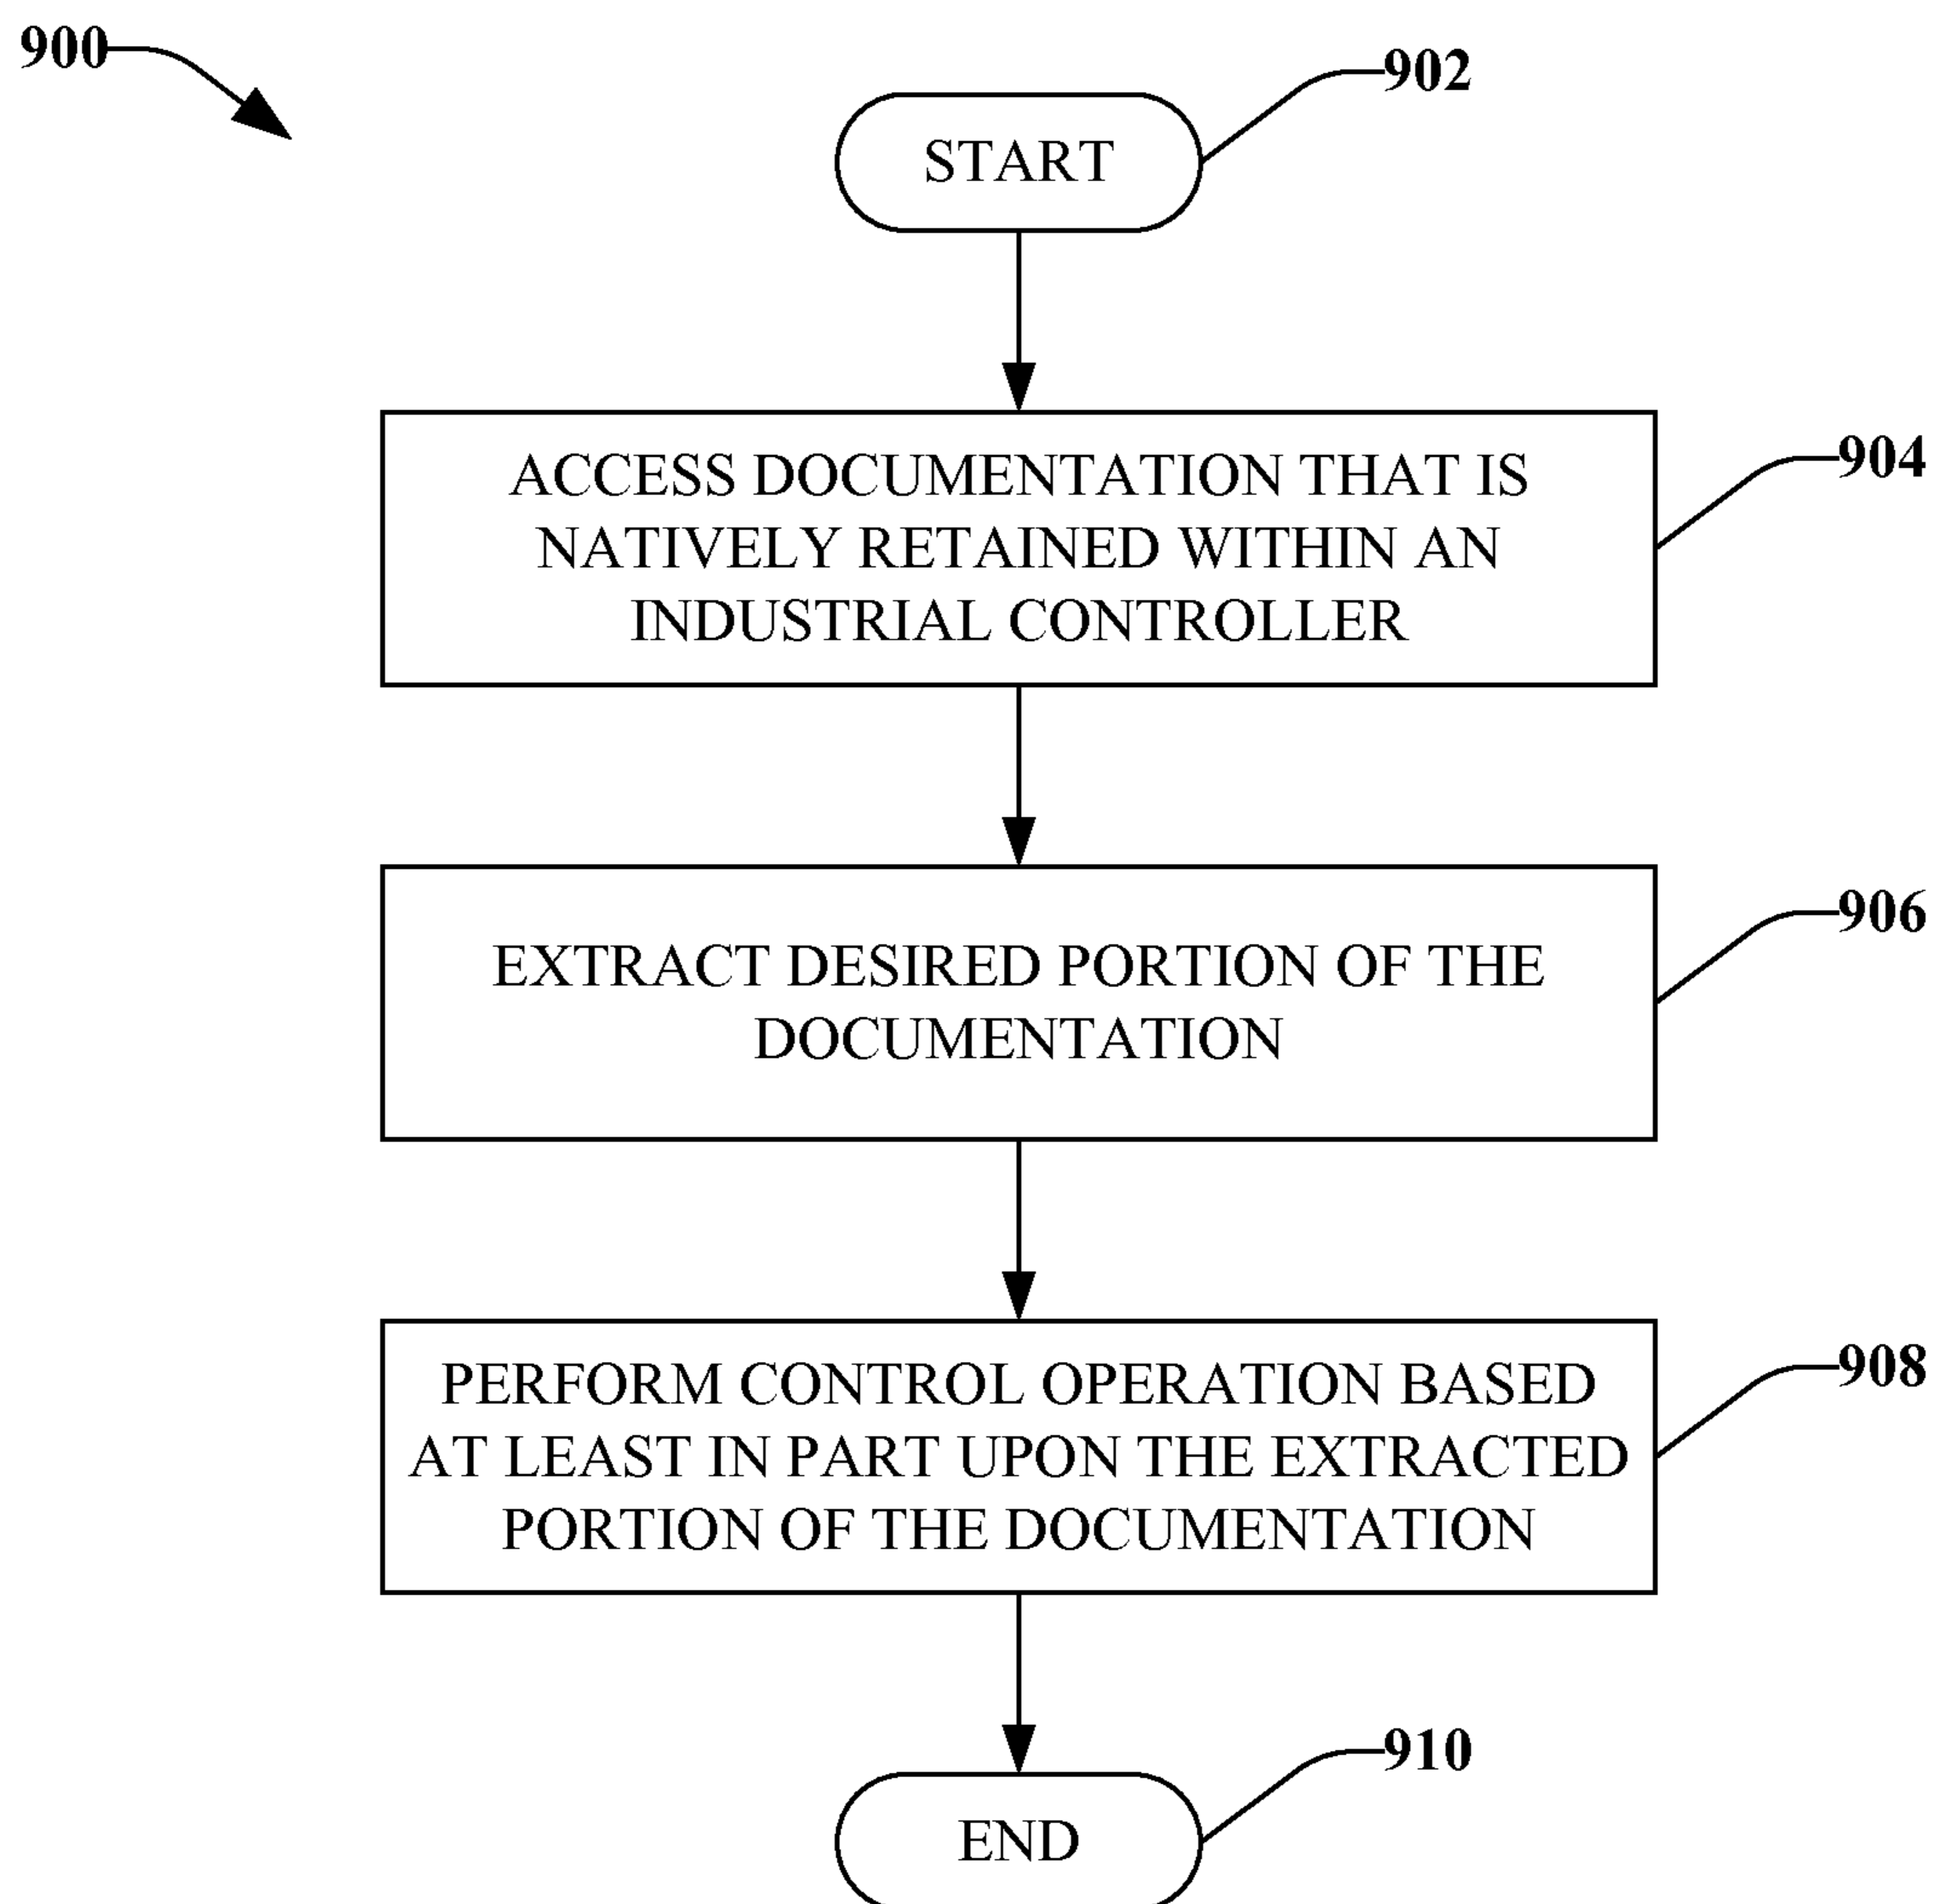 900
902
START
ACCESS DOCUMENTATION THAT IS
NATIVELY RETAINED WITHIN AN
INDUSTRIAL CONTROLLER
904
EXTRACT DESIRED PORTION OF THE
DOCUMENTATION
906
PERFORM CONTROL OPERATION BASED
AT LEAST IN PART UPON THE EXTRACTED
PORTION OF THE DOCUMENTATION
908
910
END